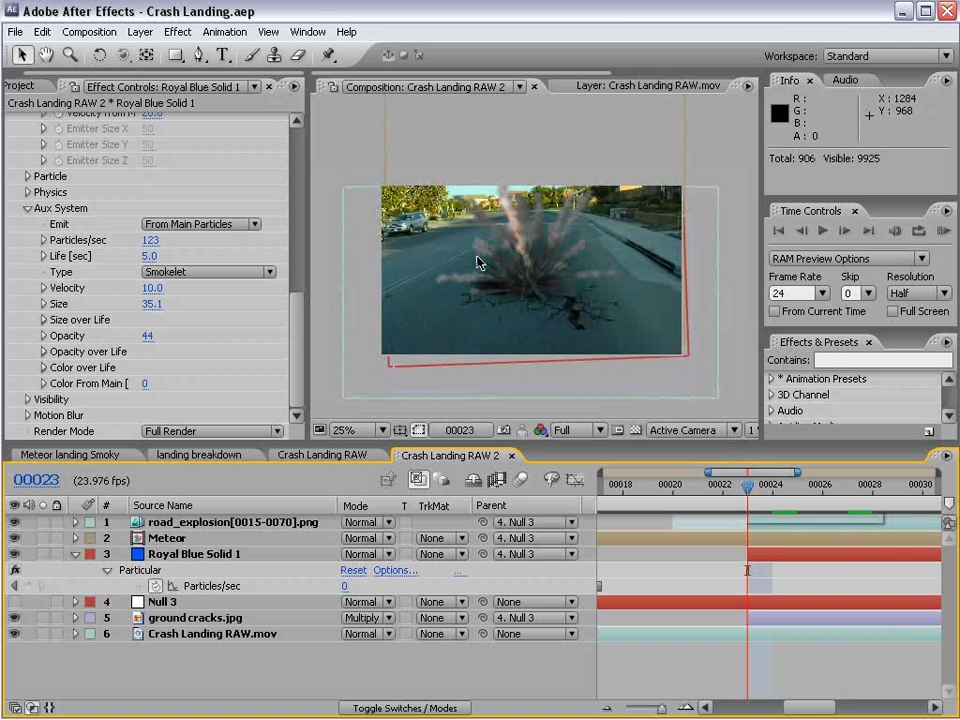 Adobe After Effects - Crash Landing.aep
File Edit Composition Layer Effect Animation View Window Help
Workspace: Standard
Project Effect Controls: Royal Blue Solid 1
Composition: Crash Landing RAW 2 Layer: Crash Landing RAW.mov
Info Audio
Crash Landing RAW 2 * Royal Blue Solid 1
R: X: 1284
G: Y: 968
B:
A: 0
Total: 906 Visible: 9925
Emitter Size X 50
Emitter Size Y 50
Emitter Size Z 50
Particle
Physics
Aux System
Emit From Main Particles
Particles/sec 123
Life [sec] 5.0
Type Smokelet
Velocity 10.0
Size 35.1
Size over Life
Opacity 44
Opacity over Life
Color over Life
Color From Main [ 0
Visibility
Motion Blur
Render Mode Full Render
25% 00023 Full Active Camera 1
Time Controls
RAM Preview Options
Frame Rate Skip Resolution
24 0 Half
From Current Time Full Screen
Effects & Presets
Contains:
* Animation Presets
3D Channel
Audio
Meteor landing Smoky landing breakdown Crash Landing RAW Crash Landing RAW 2
00023 (23.976 fps)
00018 00020 00022 00024 00026 00028 00030
# Source Name Mode T TrkMat Parent
1 road_explosion[0015-0070].png Normal 4. Null 3
2 Meteor Normal None 4. Null 3
3 Royal Blue Solid 1 Normal None 4. Null 3
fx Particular Reset Options... ...
Particles/sec 0
4 Null 3 Normal None None
5 ground cracks.jpg Multiply None 4. Null 3
6 Crash Landing RAW.mov Normal None None
Toggle Switches / Modes